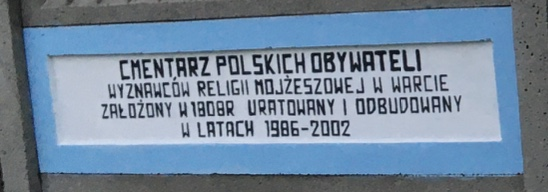 CMENTARZ POLSKICH OBYWATELI
WYZNAWCÓW RELIGII MOJŻESZOWEJ W WARCIE
ZAŁOŻONY W 1808R URATOWANY I ODBUDOWANY
W LATACH 1986-2002